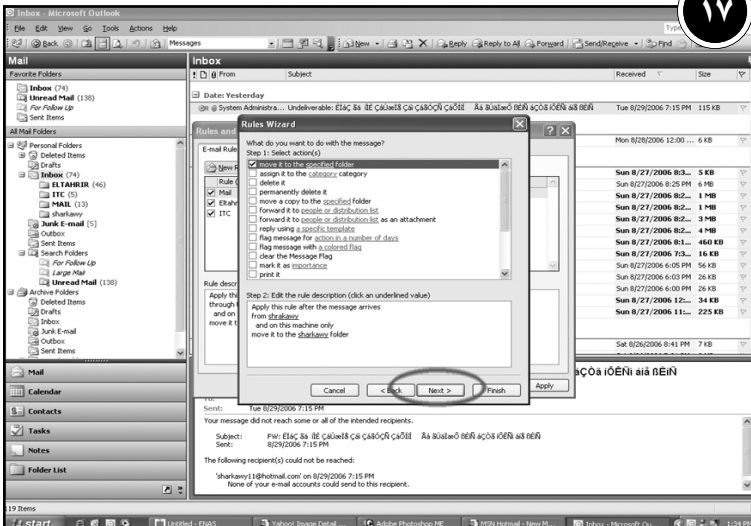 Inbox - Microsoft Outlook
File Edit View Go Tools Actions Help
Back Messages New Reply Reply to All Forward Send/Receive Find
١٧
Mail
Favorite Folders
Inbox (74)
Unread Mail (138)
For Follow Up
Sent Items
All Mail Folders
Personal Folders
Deleted Items
Drafts
Inbox (74)
ELTAHRIR (46)
ITC (5)
MAIL (13)
sharkawy
Junk E-mail [5]
Outbox
Sent Items
Search Folders
For Follow Up
Large Mail
Unread Mail (138)
Archive Folders
Deleted Items
Drafts
Inbox
Junk E-mail
Outbox
Sent Items
Mail
Calendar
Contacts
Tasks
Notes
Folder List
Inbox
From Subject Received Size
Date: Yesterday
System Administra... Undeliverable: Tue 8/29/2006 7:15 PM 115 KB
Mon 8/28/2006 12:00 ... 6 KB
Sun 8/27/2006 8:3... 5 KB
Sun 8/27/2006 8:25 PM 6 MB
Sun 8/27/2006 8:2... 1 MB
Sun 8/27/2006 8:2... 1 MB
Sun 8/27/2006 8:2... 3 MB
Sun 8/27/2006 8:2... 4 MB
Sun 8/27/2006 8:1... 460 KB
Sun 8/27/2006 7:3... 16 KB
Sun 8/27/2006 6:05 PM 56 KB
Sun 8/27/2006 6:03 PM 26 KB
Sun 8/27/2006 6:00 PM 26 KB
Sun 8/27/2006 12:... 34 KB
Sun 8/27/2006 11:... 225 KB
Sat 8/26/2006 8:41 PM 7 KB
Rules and
E-mail Rule
New R
Rule (
Mail
Eltahr
ITC
Rule descr
Apply thi
through
and on
move it t
Apply
Rules Wizard
What do you want to do with the message?
Step 1: Select action(s)
move it to the specified folder
assign it to the category category
delete it
permanently delete it
move a copy to the specified folder
forward it to people or distribution list
forward it to people or distribution list as an attachment
reply using a specific template
flag message for action in a number of days
flag message with a colored flag
clear the Message Flag
mark it as importance
print it
Step 2: Edit the rule description (click an underlined value)
Apply this rule after the message arrives
from shrakawy
and on this machine only
move it to the sharkawy folder
Cancel < Back Next > Finish
Sent: Tue 8/29/2006 7:15 PM
Your message did not reach some or all of the intended recipients.
Subject: FW:
Sent: 8/29/2006 7:15 PM
The following recipient(s) could not be reached:
'sharkawy11@hotmail.com' on 8/29/2006 7:15 PM
None of your e-mail accounts could send to this recipient.
119 Items
start Untitled - ENAS Yahoo! Image Detail ... Adobe Photoshop ME MSN Hotmail - New M... Inbox - Microsoft Ou... 1:24 PM